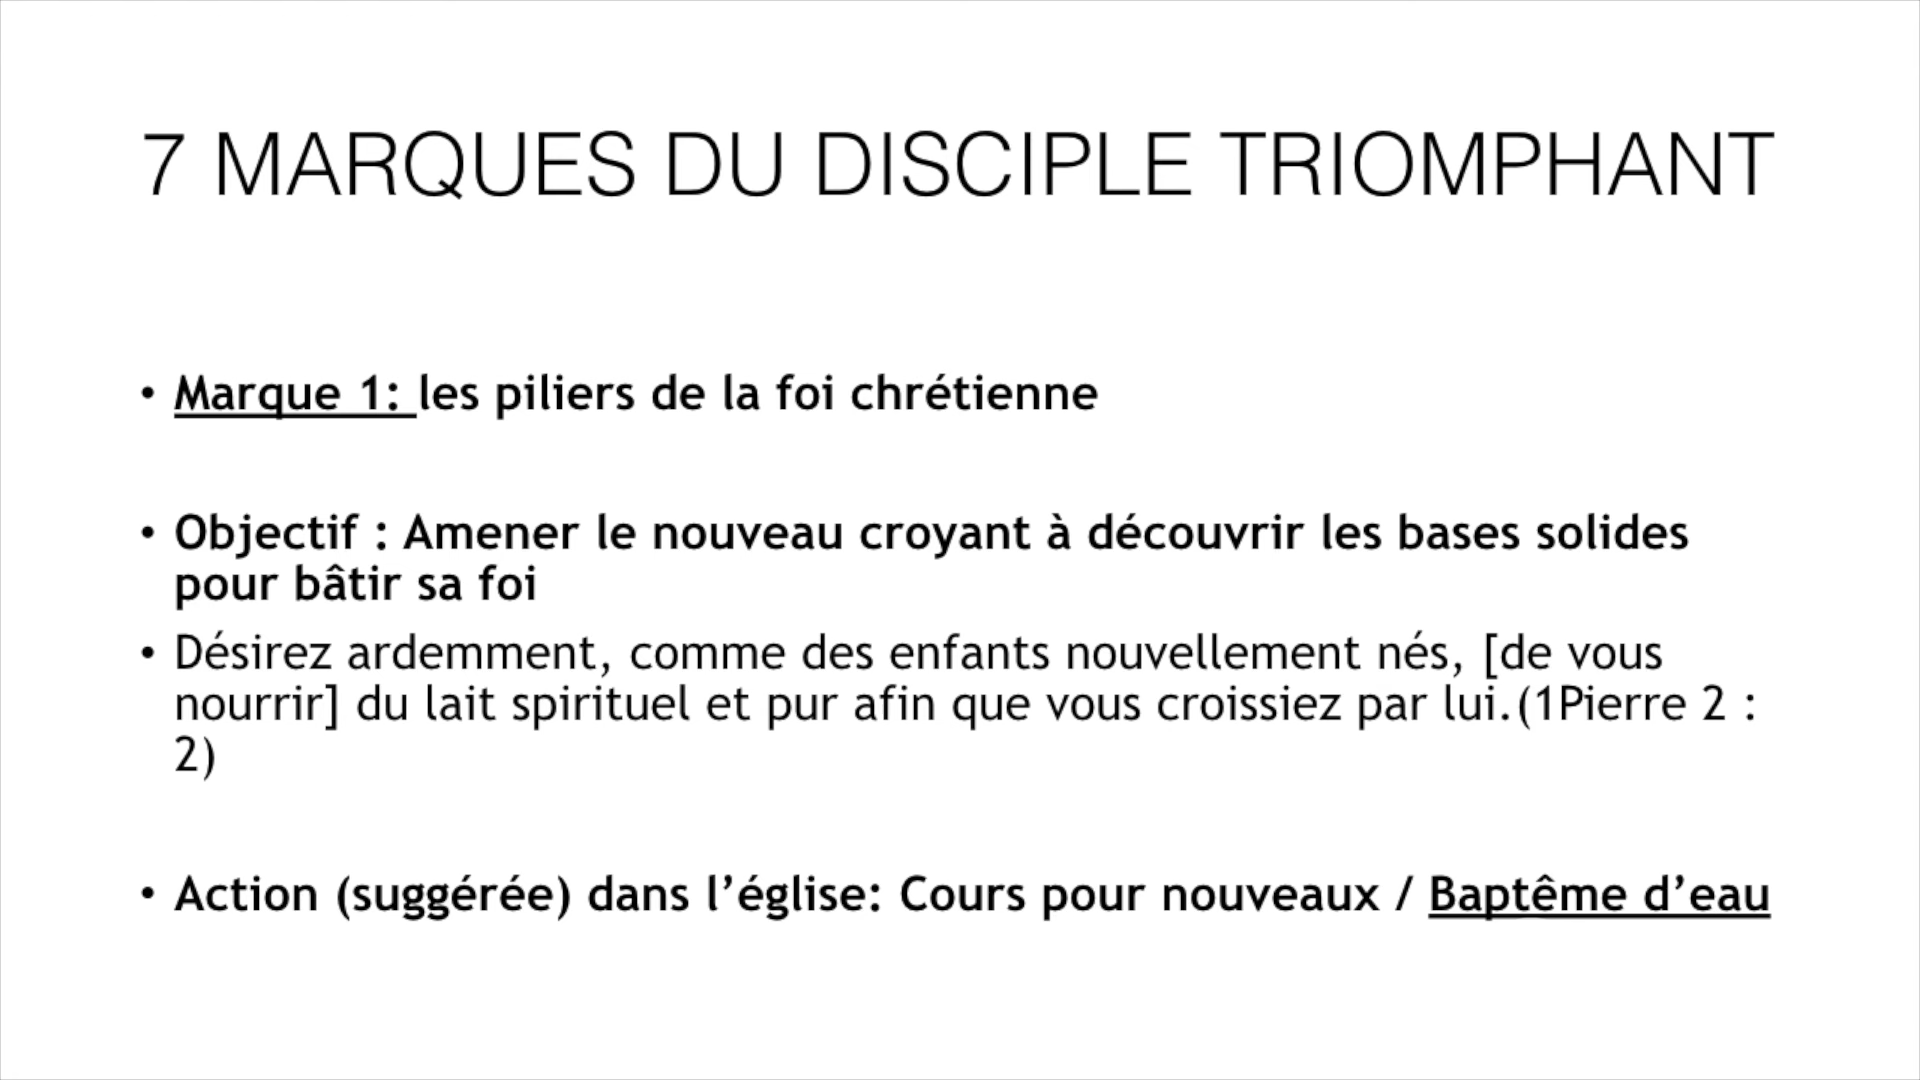 7 MARQUES DU DISCIPLE TRIOMPHANT
• Marque 1: les piliers de la foi chrétienne
• Objectif : Amener le nouveau croyant à découvrir les bases solides
pour bâtir sa foi
• Désirez ardemment, comme des enfants nouvellement nés, [de vous
nourrir] du lait spirituel et pur afin que vous croissiez par lui.(1Pierre 2 :
2)
• Action (suggérée) dans l’église: Cours pour nouveaux / Baptême d’eau